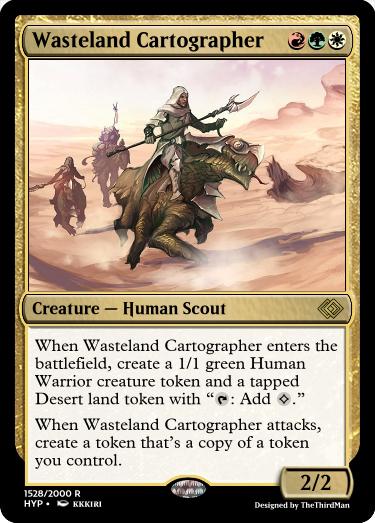 Wasteland Cartographer
Creature — Human Scout
When Wasteland Cartographer enters the
battlefield, create a 1/1 green Human
Warrior creature token and a tapped
Desert land token with “: Add .”
When Wasteland Cartographer attacks,
create a token that’s a copy of a token
you control.
2/2
1528/2000 R
HYP • KKKIRI
Designed by TheThirdMan